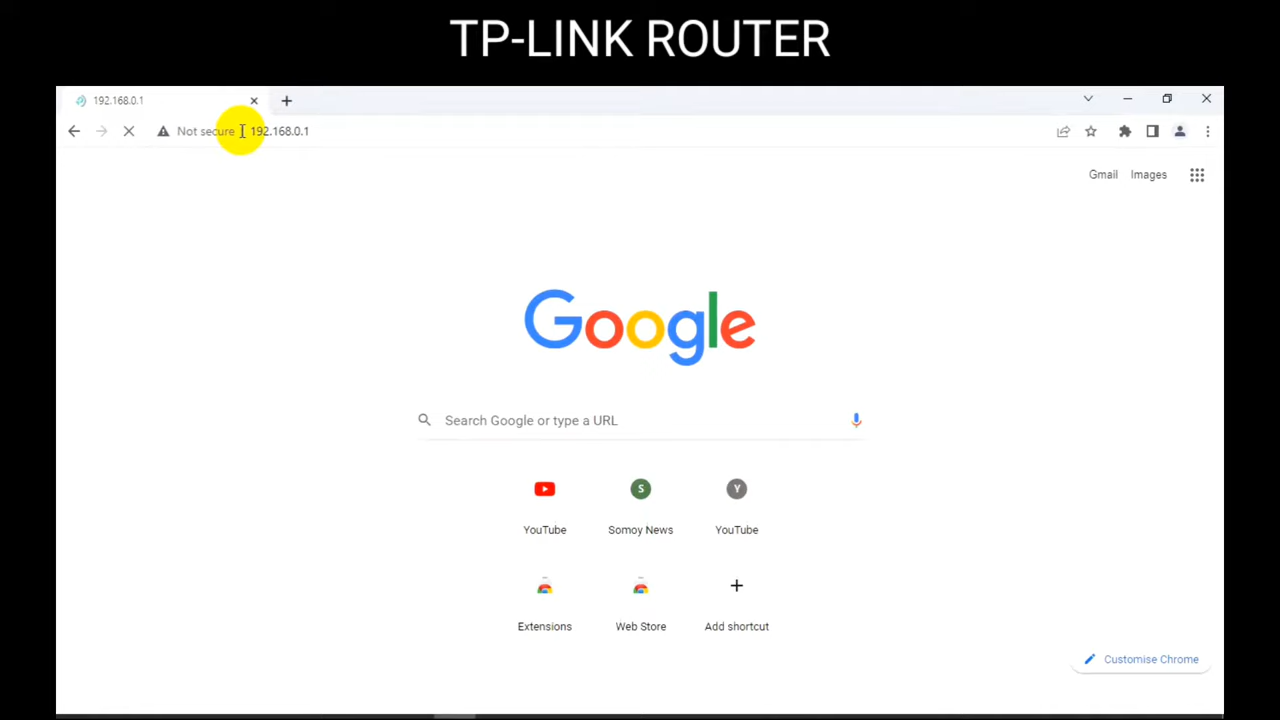 TP-LINK ROUTER
192.168.0.1
Not secure 192.168.0.1
Gmail Images
Google
Search Google or type a URL
S Y
YouTube Somoy News YouTube
Extensions Web Store Add shortcut
Customise Chrome